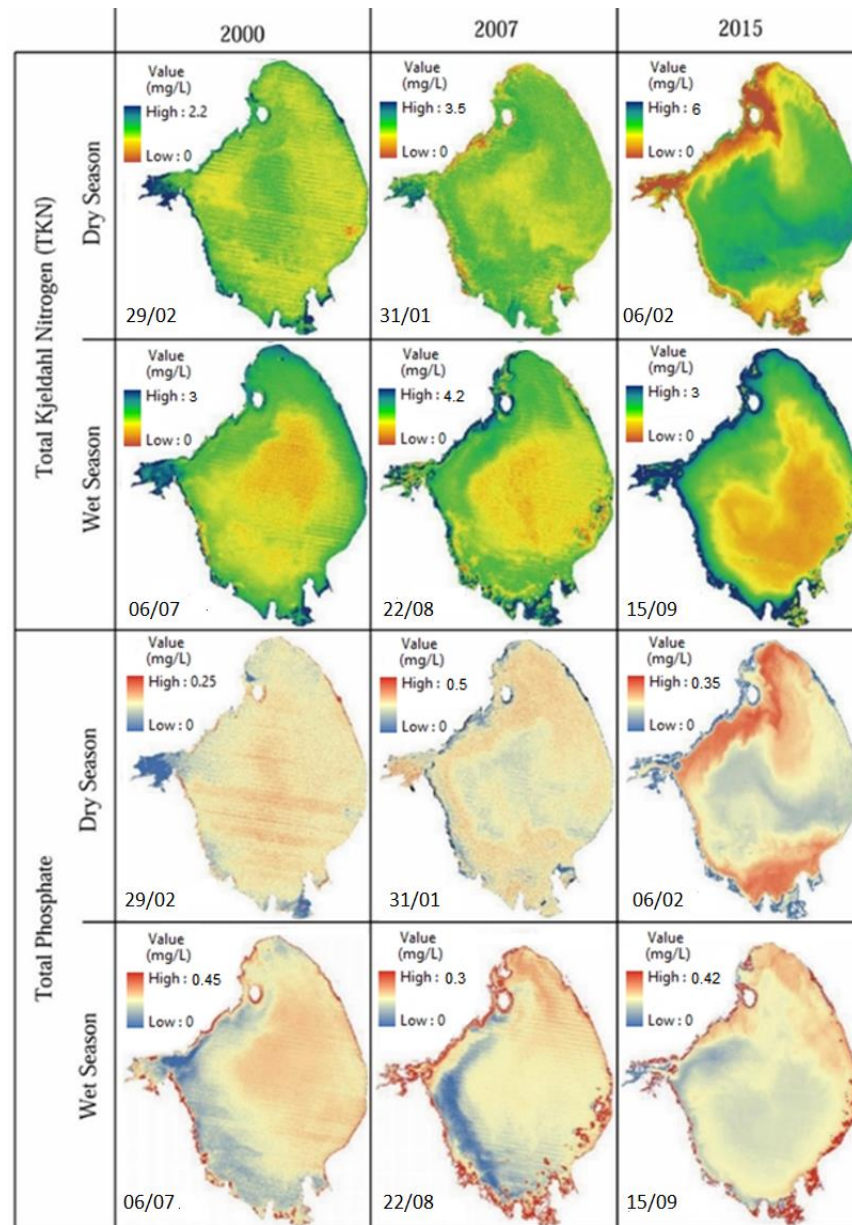 2000 2007 2015
Total Kjeldahl Nitrogen (TKN)
Dry Season
Value
(mg/L)
High : 2.2
Low : 0
29/02
Value
(mg/L)
High : 3.5
Low : 0
31/01
Value
(mg/L)
High : 6
Low : 0
06/02
Wet Season
Value
(mg/L)
High : 3
Low : 0
06/07
Value
(mg/L)
High : 4.2
Low : 0
22/08
Value
(mg/L)
High : 3
Low : 0
15/09
Total Phosphate
Dry Season
Value
(mg/L)
High : 0.25
Low : 0
29/02
Value
(mg/L)
High : 0.5
Low : 0
31/01
Value
(mg/L)
High : 0.35
Low : 0
06/02
Wet Season
Value
(mg/L)
High : 0.45
Low : 0
06/07
Value
(mg/L)
High : 0.3
Low : 0
22/08
Value
(mg/L)
High : 0.42
Low : 0
15/09